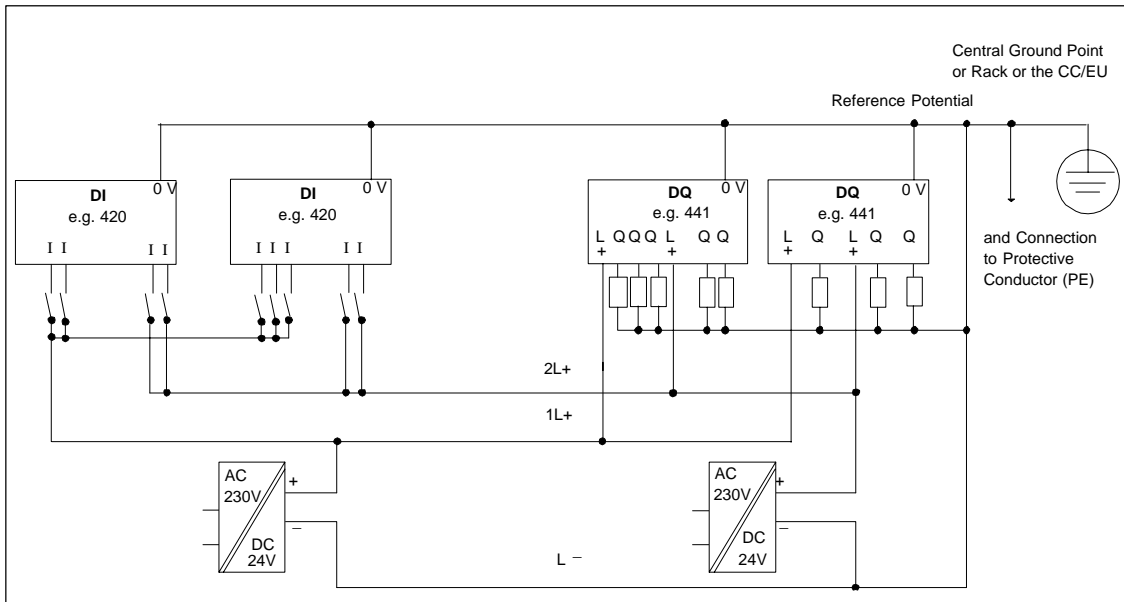 Central Ground Point
or Rack or the CC/EU
Reference Potential
0 V
DI
e.g. 420
I I
I I
0 V
DI
e.g. 420
I I I
I I
0 V
DQ
e.g. 441
L Q Q Q L Q Q
+ +
0 V
DQ
e.g. 441
L Q L Q Q
+ +
and Connection
to Protective
Conductor (PE)
2L+
1L+
AC
230V
+
−
DC
24V
AC
230V
+
−
DC
24V
L −